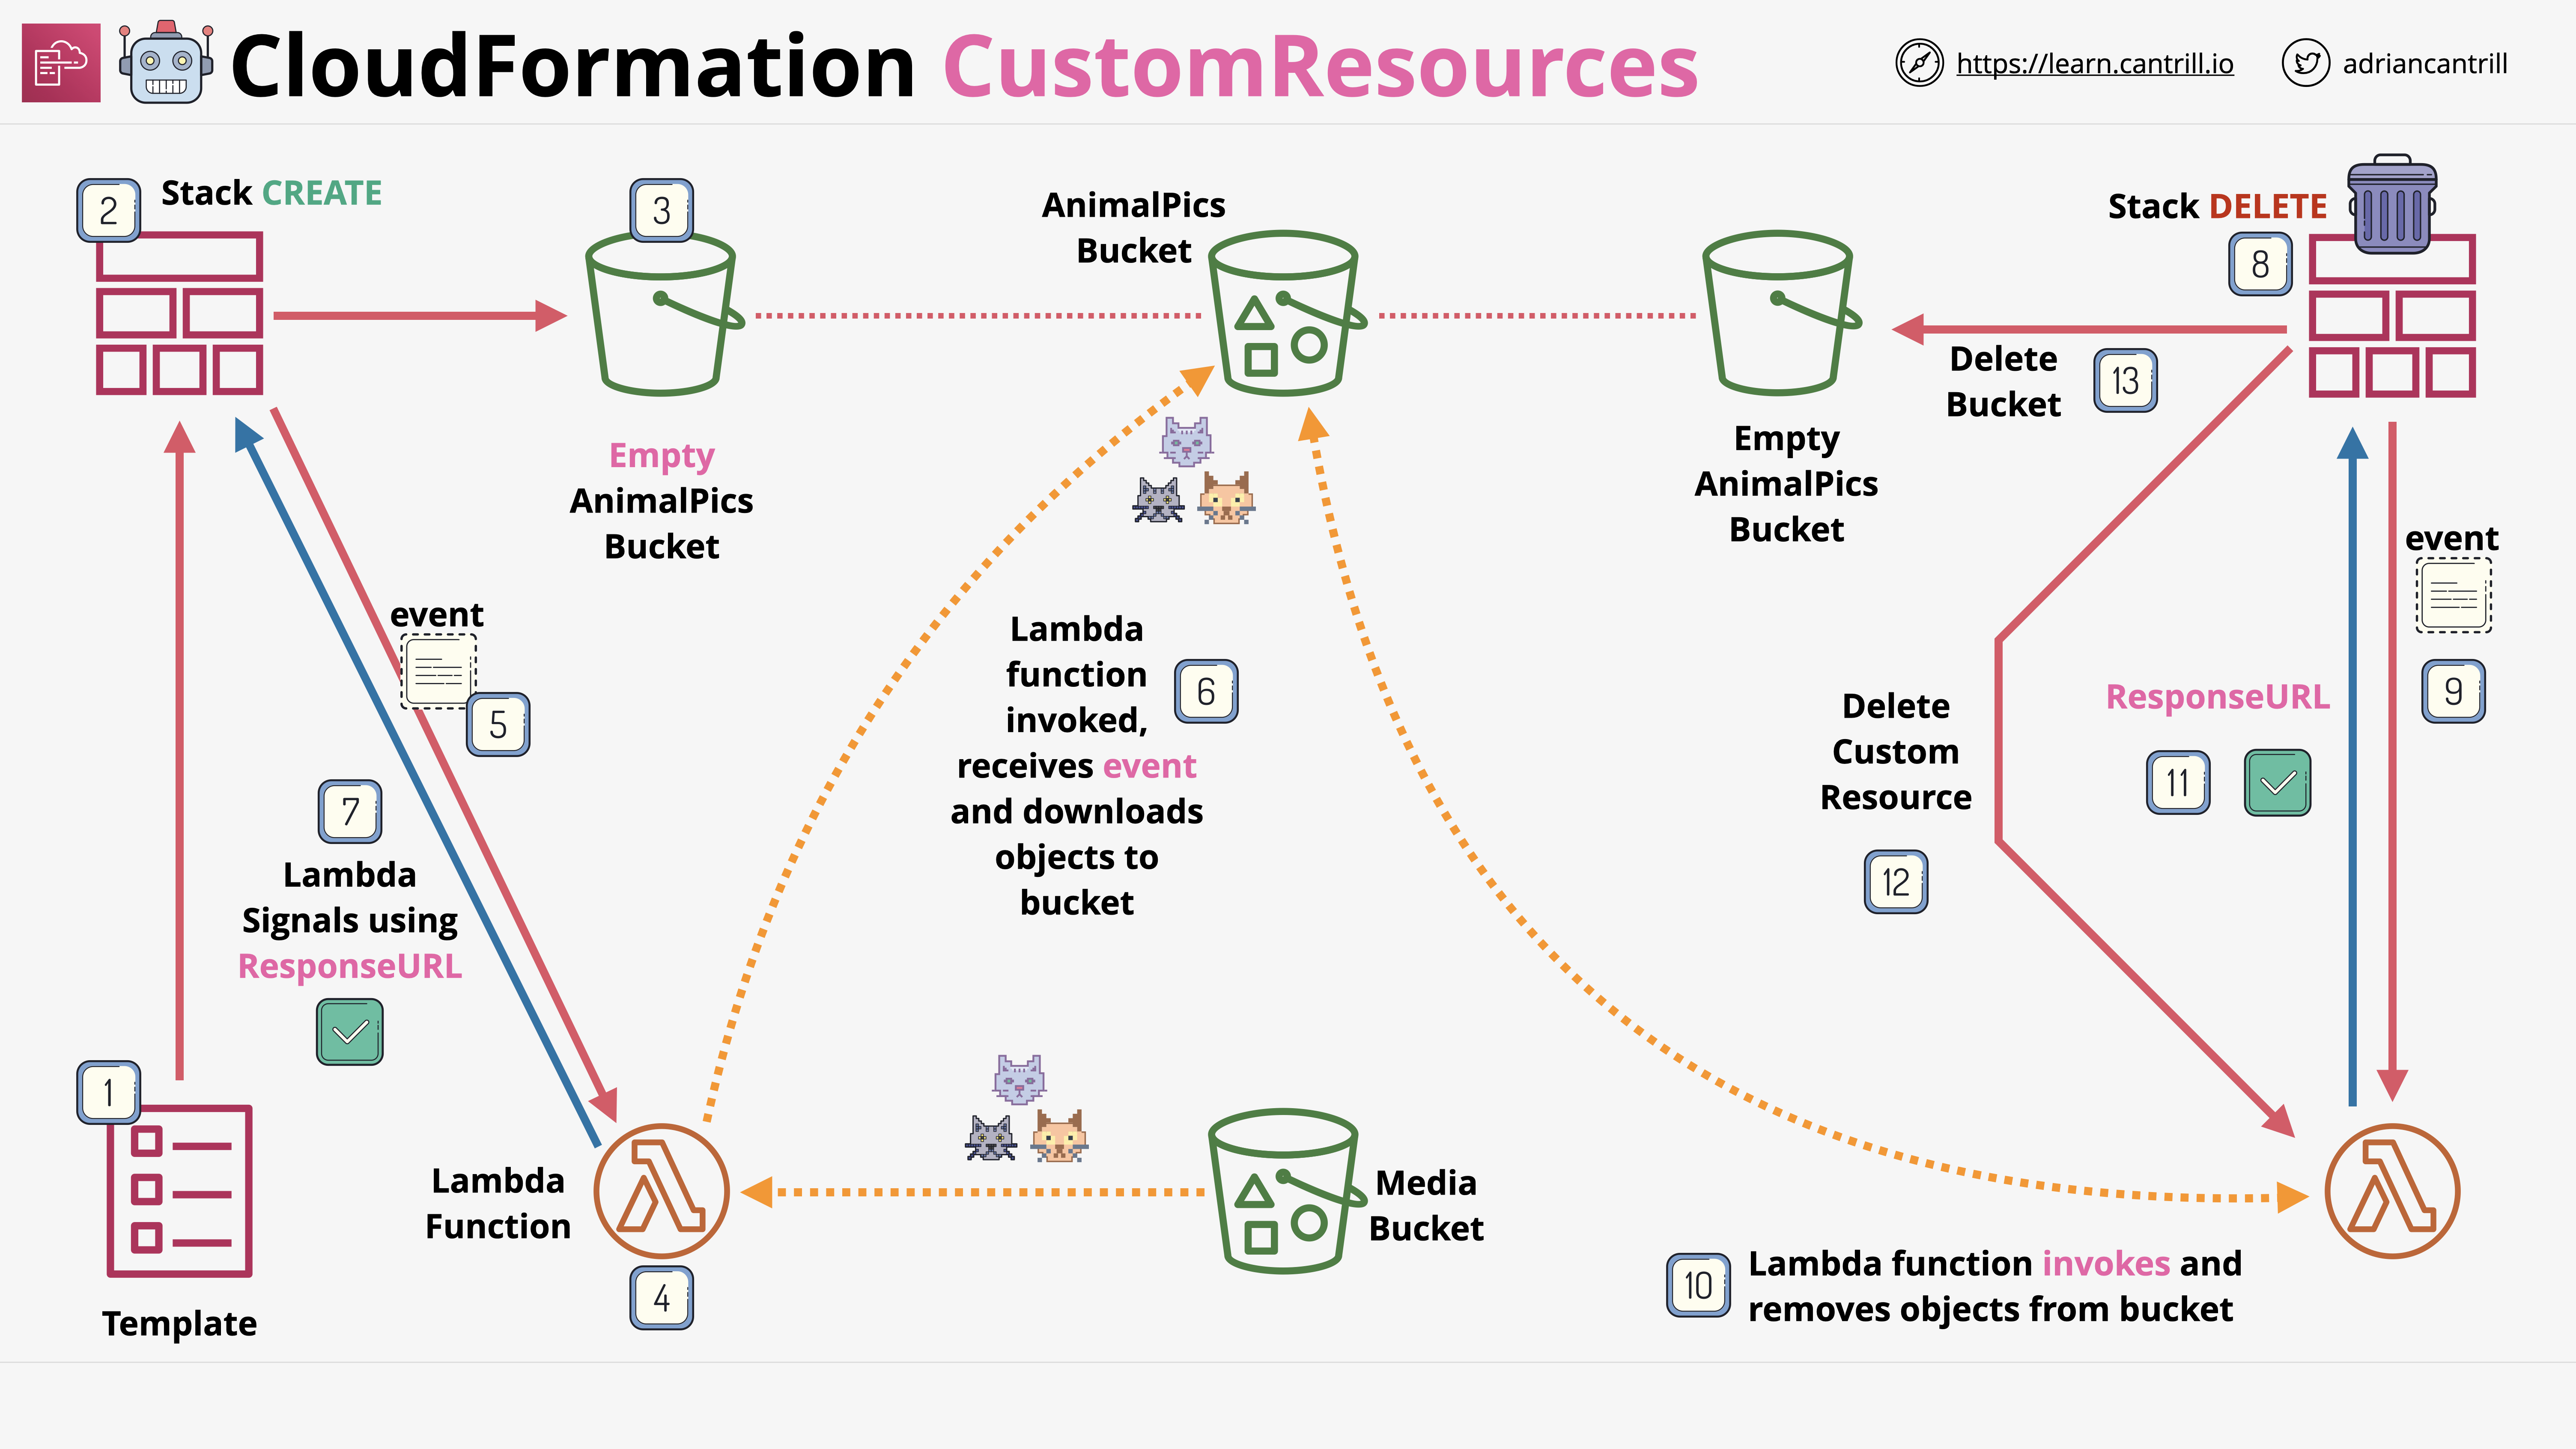 CloudFormation CustomResources
https://learn.cantrill.io
adriancantrill
2
Stack CREATE
3
AnimalPics
Bucket
Stack DELETE
8
Delete
Bucket
13
Empty
AnimalPics
Bucket
Empty
AnimalPics
Bucket
event
5
event
9
Lambda
function
invoked,
receives event
and downloads
objects to
bucket
6
Delete
Custom
Resource
12
ResponseURL
11
7
Lambda
Signals using
ResponseURL
1
Template
Lambda
Function
4
Media
Bucket
10
Lambda function invokes and
removes objects from bucket